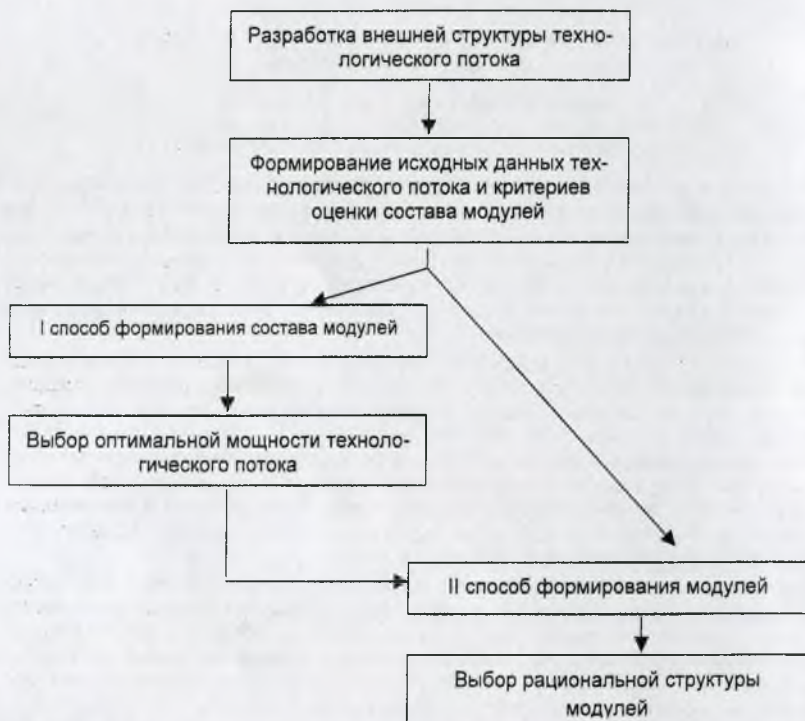 Разработка внешней структуры техно-
логического потока
Формирование исходных данных тех-
нологического потока и критериев
оценки состава модулей
I способ формирования состава модулей
Выбор оптимальной мощности техноло-
гического потока
II способ формирования модулей
Выбор рациональной структуры
модулей